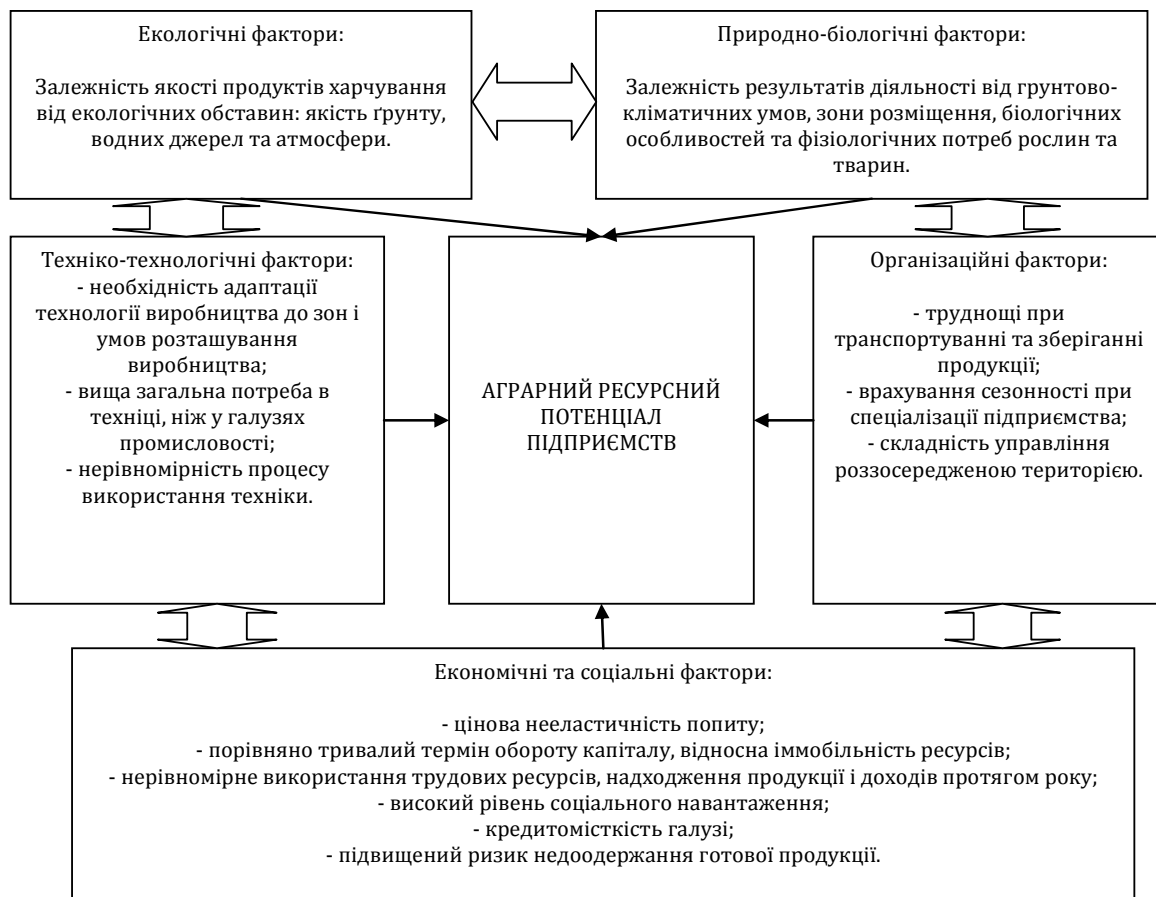 Екологічні фактори:
Залежність якості продуктів харчування
від екологічних обставин: якість ґрунту,
водних джерел та атмосфери.
Природно-біологічні фактори:
Залежність результатів діяльності від грунтово-
кліматичних умов, зони розміщення, біологічних
особливостей та фізіологічних потреб рослин та
тварин.
Техніко-технологічні фактори:
- необхідність адаптації
технології виробництва до зон і
умов розташування
виробництва;
- вища загальна потреба в
техніці, ніж у галузях
промисловості;
- нерівномірність процесу
використання техніки.
АГРАРНИЙ РЕСУРСНИЙ
ПОТЕНЦІАЛ
ПІДПРИЄМСТВ
Організаційні фактори:
- труднощі при
транспортуванні та зберіганні
продукції;
- врахування сезонності при
спеціалізації підприємства;
- складність управління
роззосередженою територією.
Економічні та соціальні фактори:
- цінова нееластичність попиту;
- порівняно тривалий термін обороту капіталу, відносна іммобільність ресурсів;
- нерівномірне використання трудових ресурсів, надходження продукції і доходів протягом року;
- високий рівень соціального навантаження;
- кредитомісткість галузі;
- підвищений ризик недоодержання готової продукції.